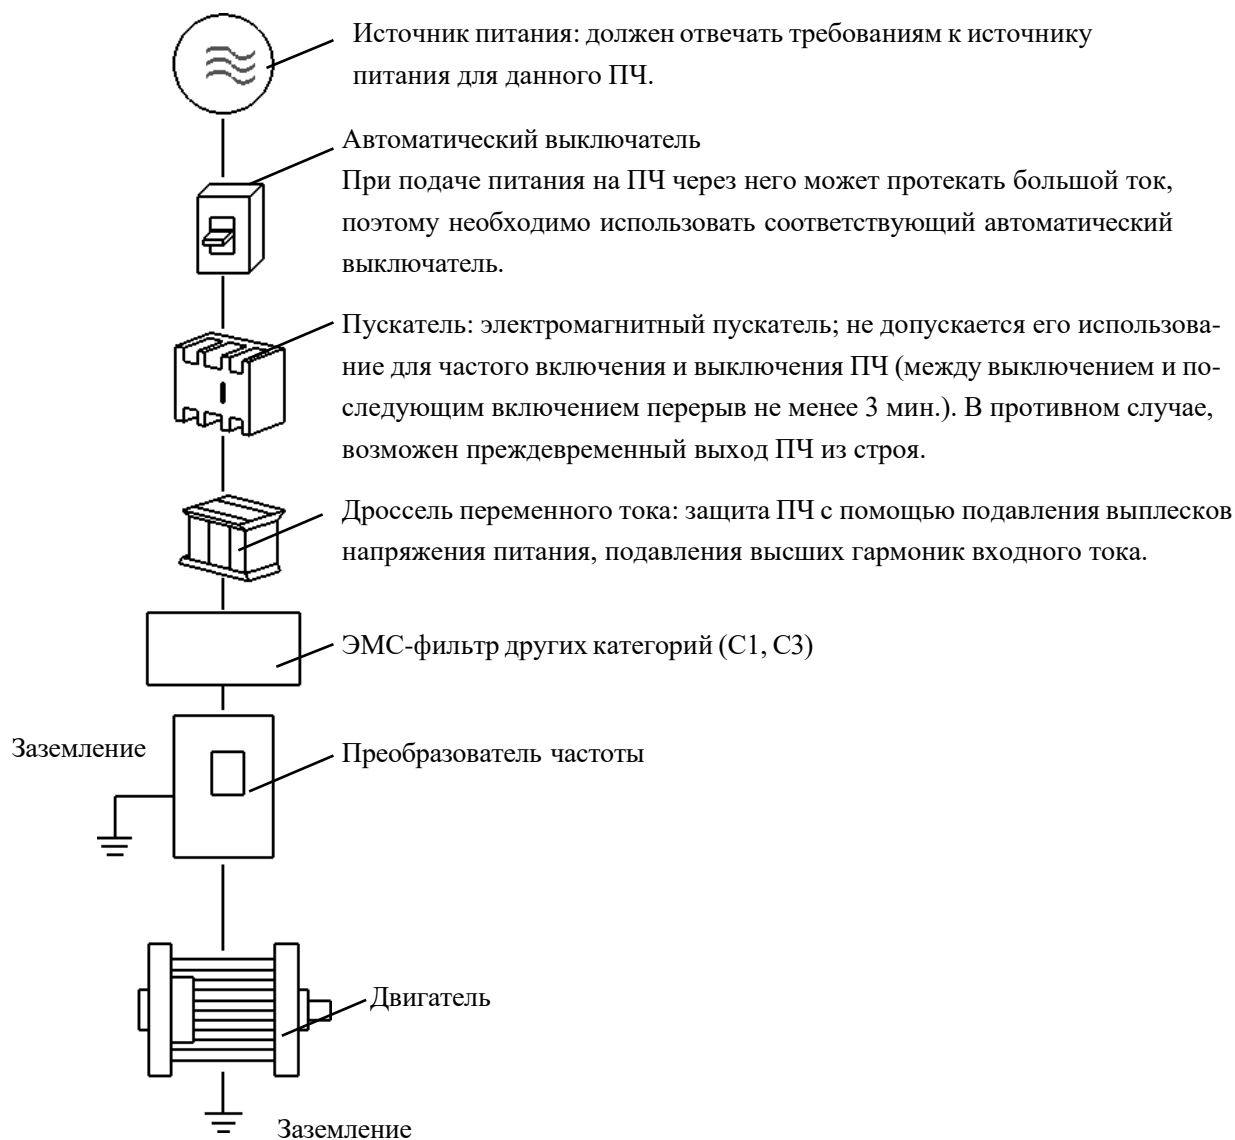 Источник питания: должен отвечать требованиям к источнику
питания для данного ПЧ.
Автоматический выключатель
При подаче питания на ПЧ через него может протекать большой ток,
поэтому необходимо использовать соответствующий автоматический
выключатель.
Пускатель: электромагнитный пускатель; не допускается его использова-
ние для частого включения и выключения ПЧ (между выключением и по-
следующим включением перерыв не менее 3 мин.). В противном случае,
возможен преждевременный выход ПЧ из строя.
Дроссель переменного тока: защита ПЧ с помощью подавления выплесков
напряжения питания, подавления высших гармоник входного тока.
ЭМС-фильтр других категорий (С1, С3)
Заземление
Преобразователь частоты
Двигатель
Заземление